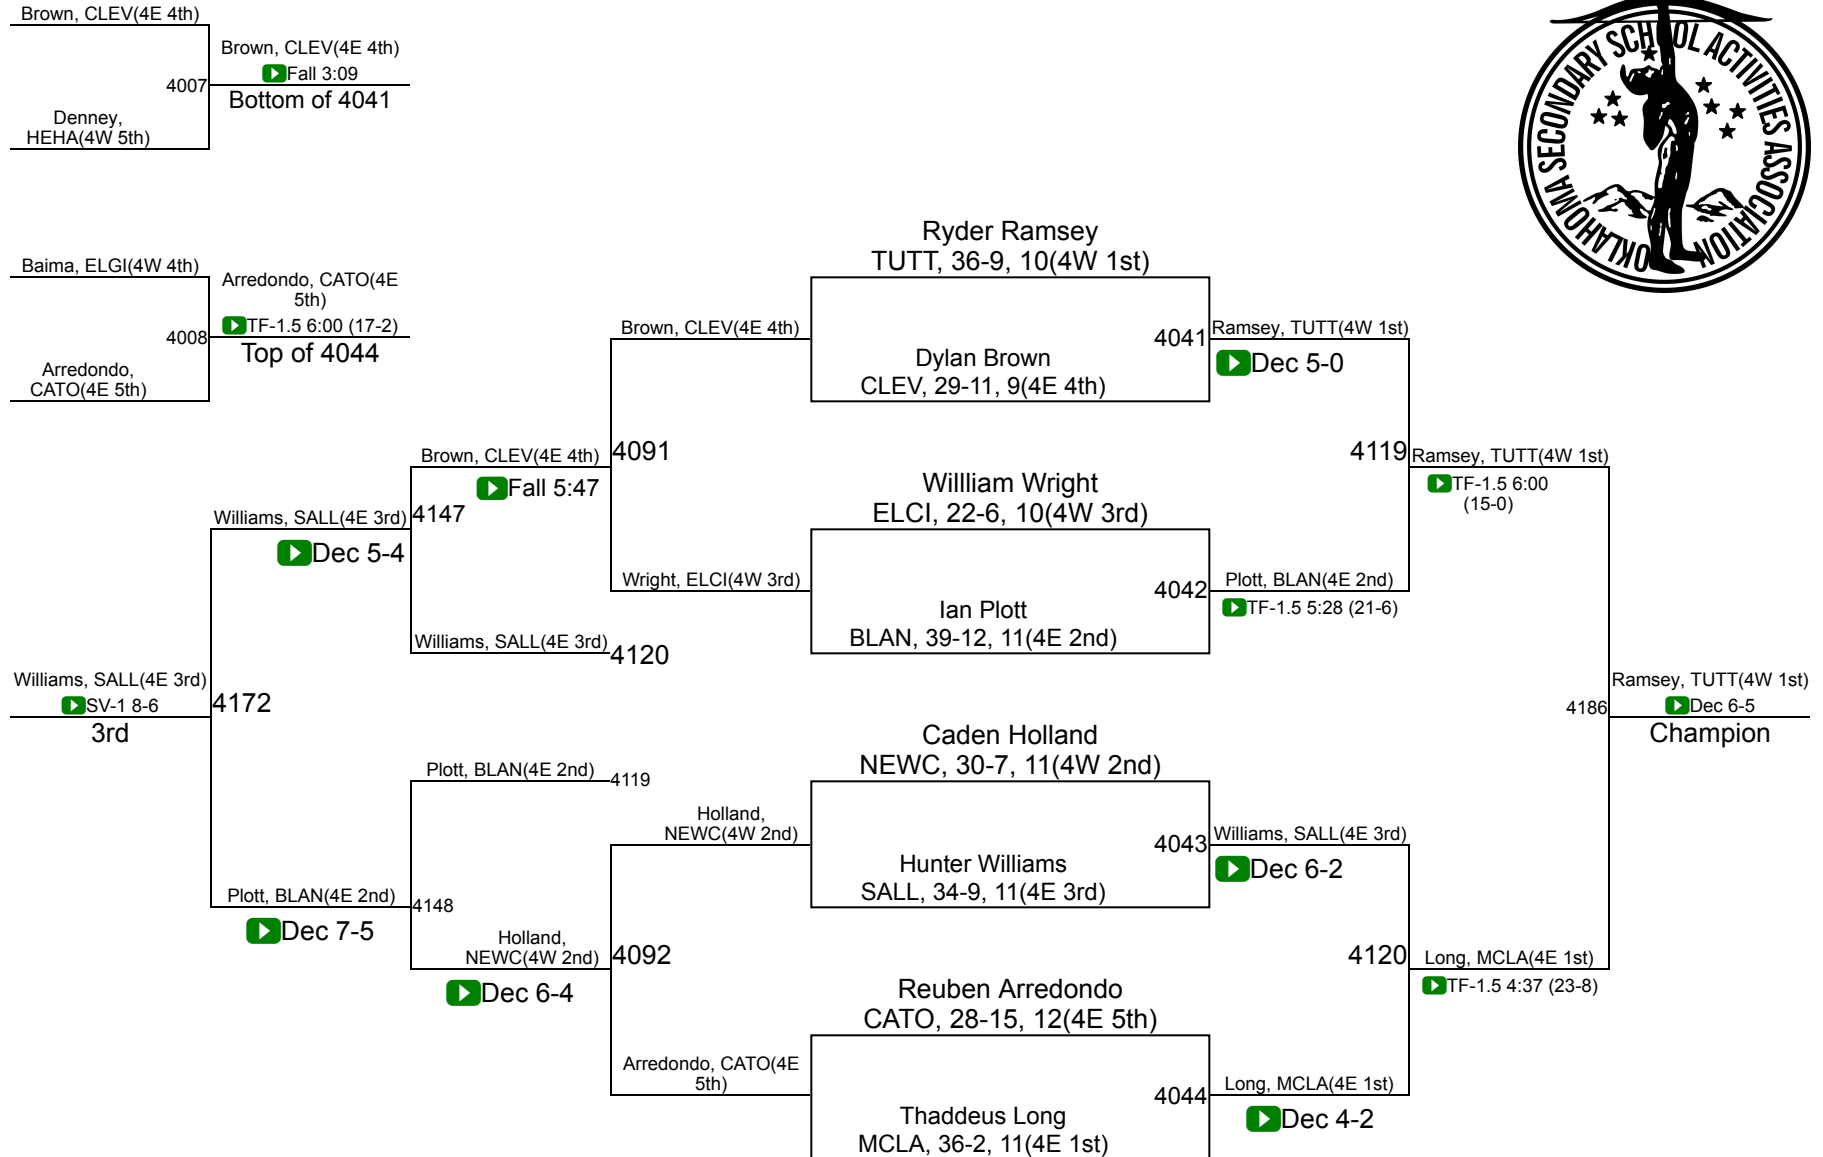 Brown, CLEV(4E 4th)
Brown, CLEV(4E 4th)
Fall 3:09
4007
Bottom of 4041
Denney,
HEHA(4W 5th)
OKLAHOMA SECONDARY SCHOOL ACTIVITIES ASSOCIATION
Baima, ELGI(4W 4th)
Arredondo, CATO(4E
5th)
TF-1.5 6:00 (17-2)
4008
Top of 4044
Arredondo,
CATO(4E 5th)
Ryder Ramsey
TUTT, 36-9, 10(4W 1st)
Brown, CLEV(4E 4th)
4041
Ramsey, TUTT(4W 1st)
Dec 5-0
Dylan Brown
CLEV, 29-11, 9(4E 4th)
Brown, CLEV(4E 4th)
4091
Fall 5:47
4119
Ramsey, TUTT(4W 1st)
TF-1.5 6:00
(15-0)
Willliam Wright
ELCI, 22-6, 10(4W 3rd)
Williams, SALL(4E 3rd)
4147
Dec 5-4
Wright, ELCI(4W 3rd)
4042
Plott, BLAN(4E 2nd)
TF-1.5 5:28 (21-6)
Ian Plott
BLAN, 39-12, 11(4E 2nd)
Williams, SALL(4E 3rd)
4120
Williams, SALL(4E 3rd)
SV-1 8-6
4172
3rd
Ramsey, TUTT(4W 1st)
4186
Dec 6-5
Champion
Caden Holland
NEWC, 30-7, 11(4W 2nd)
Plott, BLAN(4E 2nd)
4119
Holland,
NEWC(4W 2nd)
4043
Williams, SALL(4E 3rd)
Dec 6-2
Hunter Williams
SALL, 34-9, 11(4E 3rd)
Plott, BLAN(4E 2nd)
4148
Dec 7-5
Holland,
NEWC(4W 2nd)
4092
Dec 6-4
4120
Long, MCLA(4E 1st)
TF-1.5 4:37 (23-8)
Reuben Arredondo
CATO, 28-15, 12(4E 5th)
Arredondo, CATO(4E
5th)
4044
Long, MCLA(4E 1st)
Dec 4-2
Thaddeus Long
MCLA, 36-2, 11(4E 1st)